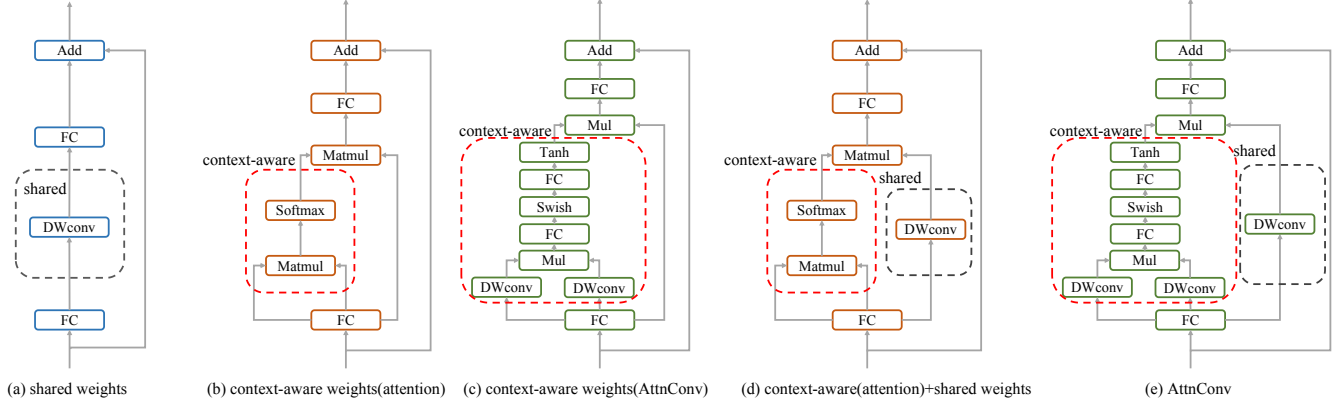 Add
FC
shared
DWconv
FC
(a) shared weights
Add
FC
Matmul
context-aware
Softmax
Matmul
FC
(b) context-aware weights(attention)
Add
FC
Mul
context-aware
Tanh
FC
Swish
FC
Mul
DWconv
DWconv
FC
(c) context-aware weights(AttnConv)
Add
FC
Matmul
context-aware
shared
Softmax
DWconv
Matmul
FC
(d) context-aware(attention)+shared weights
Add
FC
Mul
context-aware
Tanh
shared
FC
Swish
DWconv
FC
Mul
DWconv
DWconv
FC
(e) AttnConv